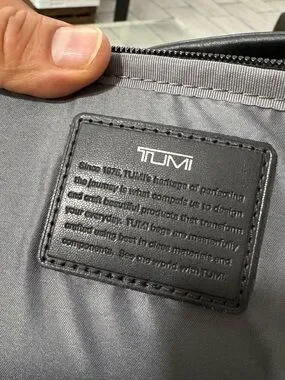 TUMI
Since 1975, TUMI's heritage of perfecting
the journey is what compels us to design
and craft beautiful products that transform
your everyday. TUMI bags are masterfully
crafted using best in class materials and
components. See the world with TUMI.